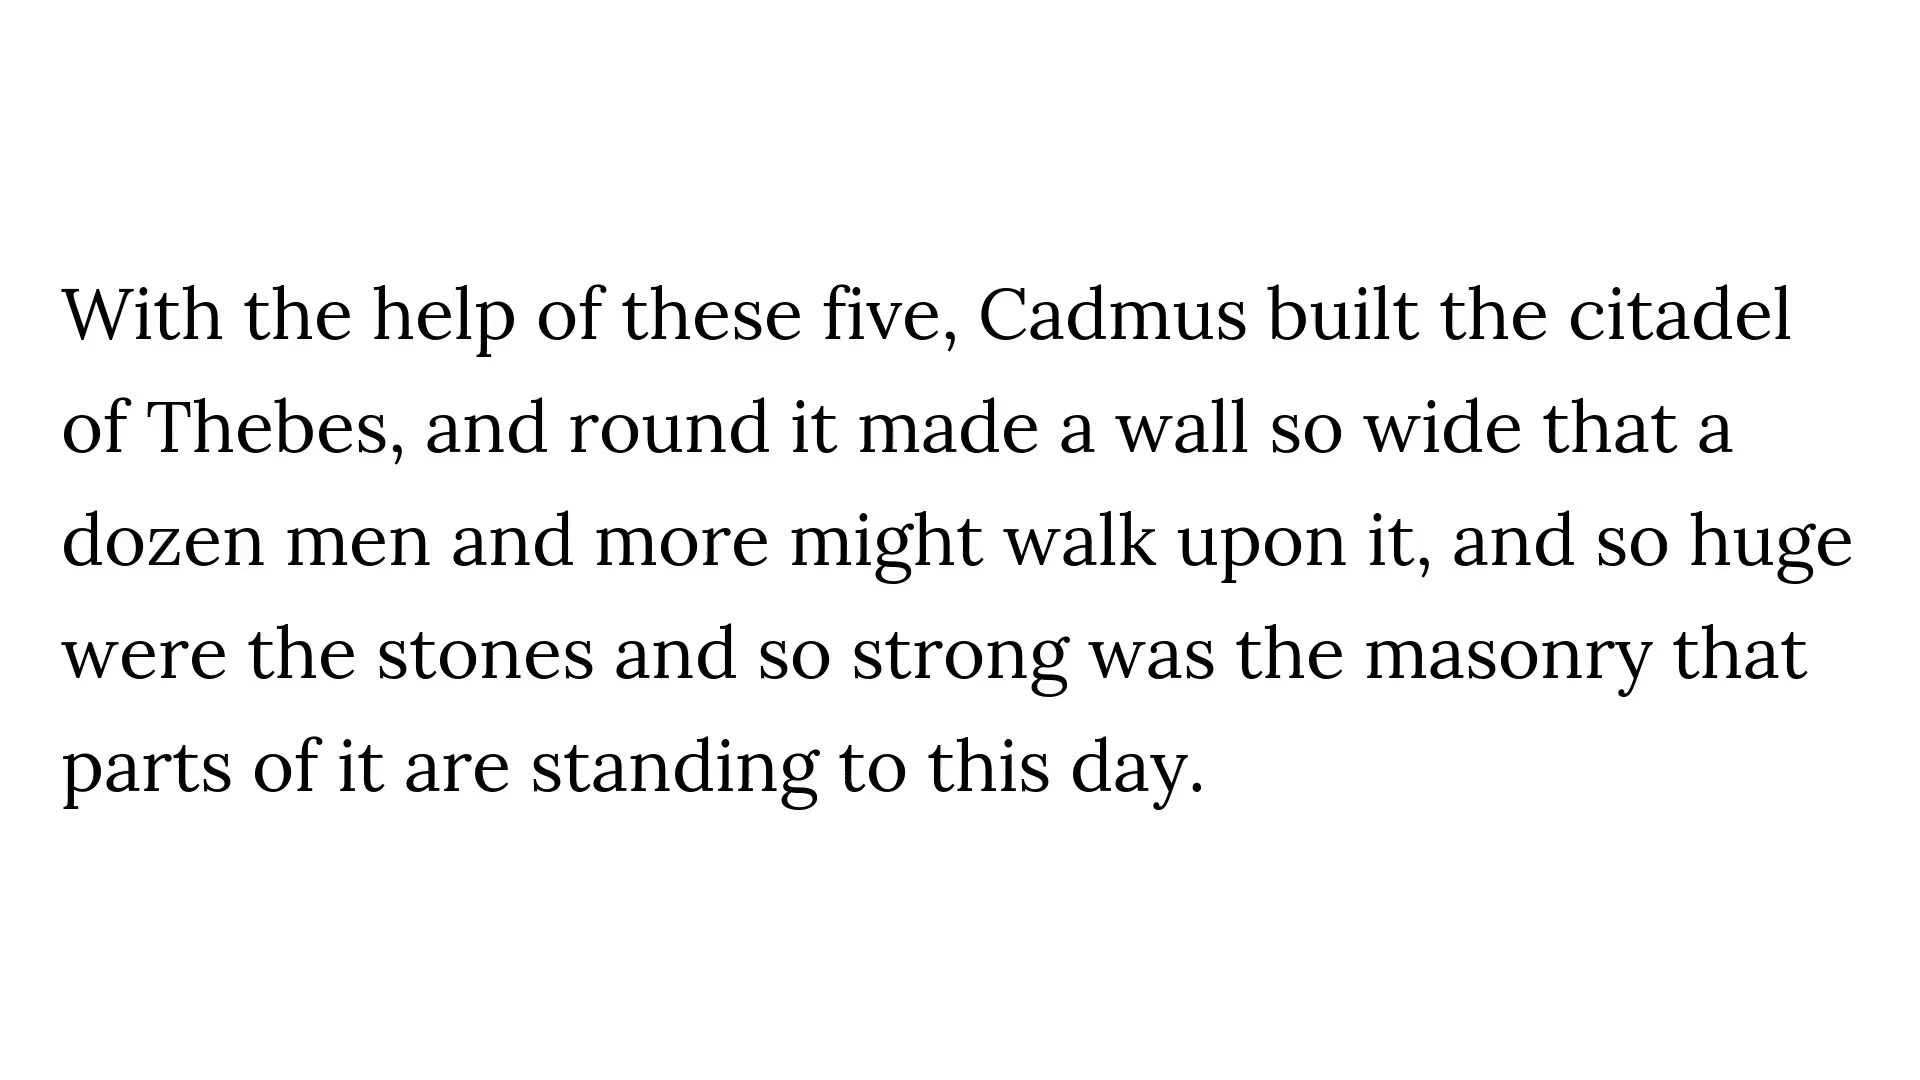 With the help of these five, Cadmus built the citadel
of Thebes, and round it made a wall so wide that a
dozen men and more might walk upon it, and so huge
were the stones and so strong was the masonry that
parts of it are standing to this day.